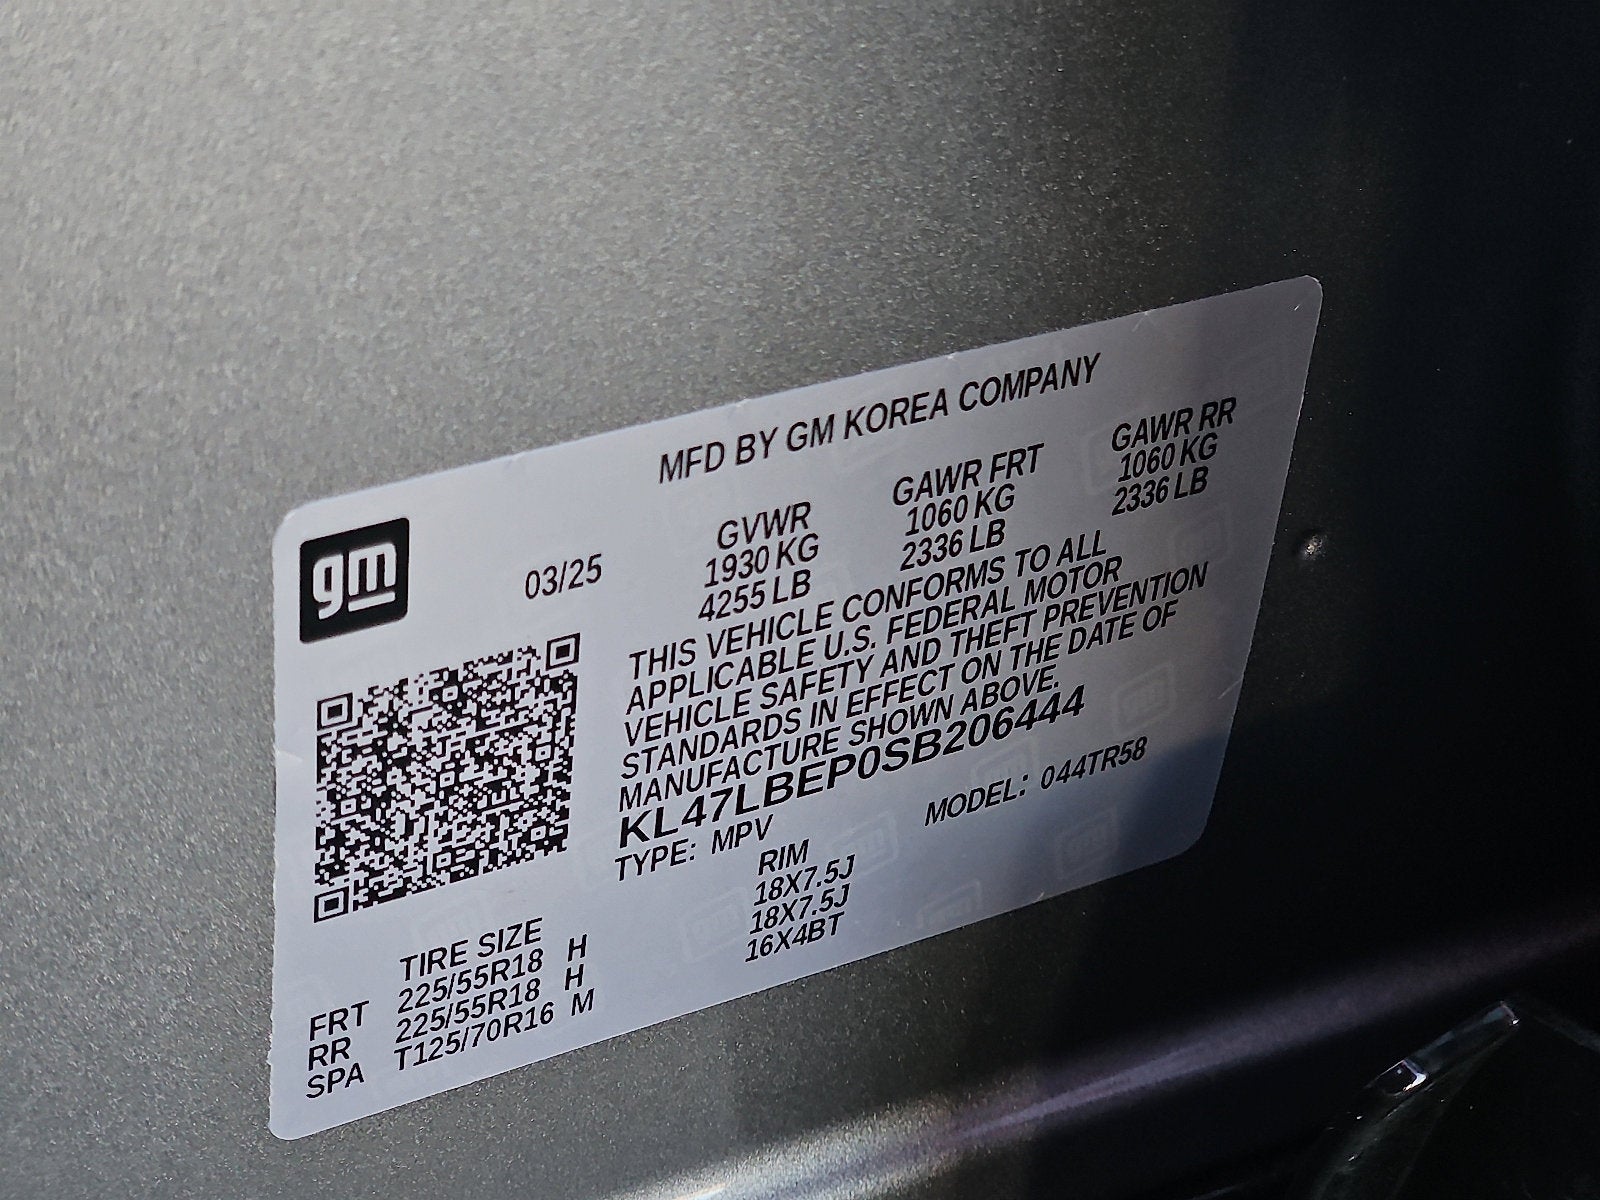 MFD BY GM KOREA COMPANY
gm
03/25
GVWR GAWR FRT GAWR RR
1930 KG 1060 KG 1060 KG
4255 LB 2336 LB 2336 LB
THIS VEHICLE CONFORMS TO ALL
APPLICABLE U.S. FEDERAL MOTOR
VEHICLE SAFETY AND THEFT PREVENTION
STANDARDS IN EFFECT ON THE DATE OF
MANUFACTURE SHOWN ABOVE.
KL47LBEP0SB206444
TYPE: MPV MODEL: 044TR58
TIRE SIZE RIM
FRT 225/55R18 H 18X7.5J
RR 225/55R18 H 18X7.5J
SPA T125/70R16 M 16X4BT